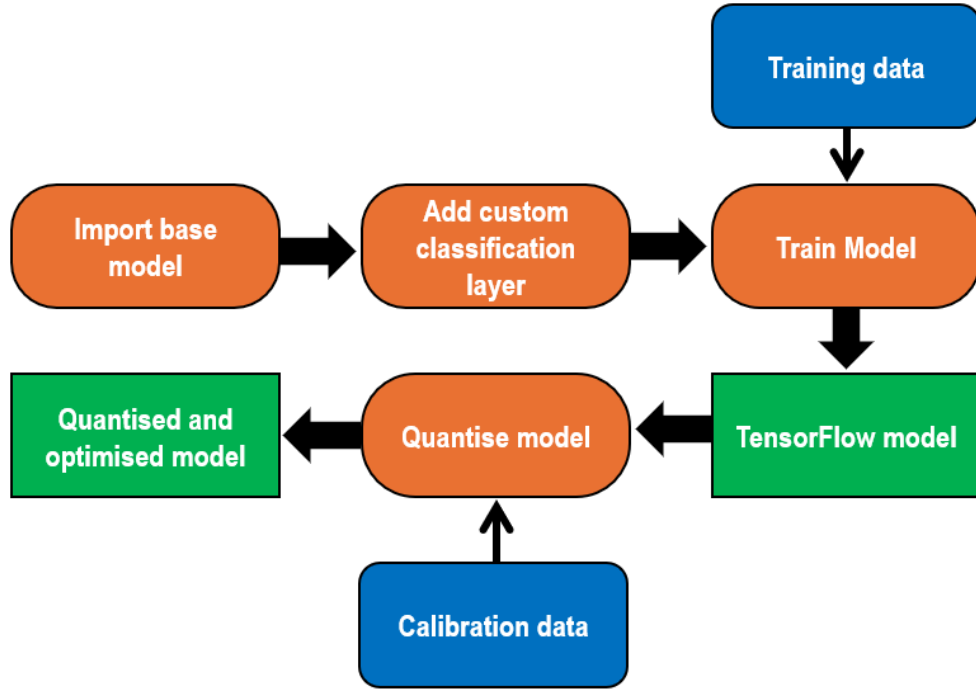 Training data
Import base
model
Add custom
classification
layer
Train Model
Quantised and
optimised model
Quantise model
TensorFlow model
Calibration data